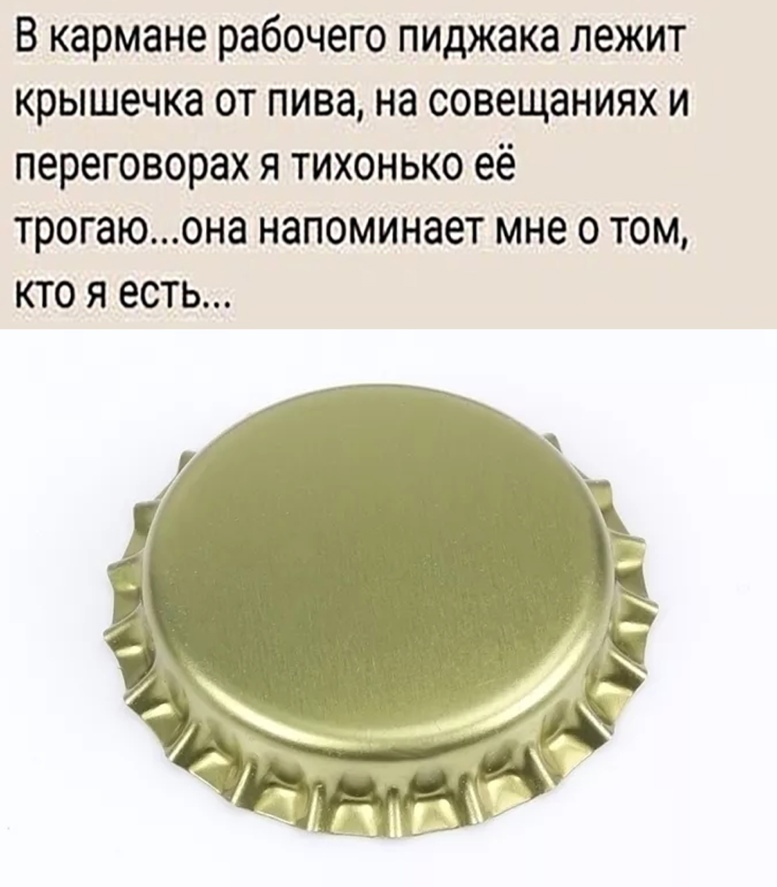 В кармане рабочего пиджака лежит
крышечка от пива, на совещаниях и
переговорах я тихонько её
трогаю...она напоминает мне о том,
кто я есть...